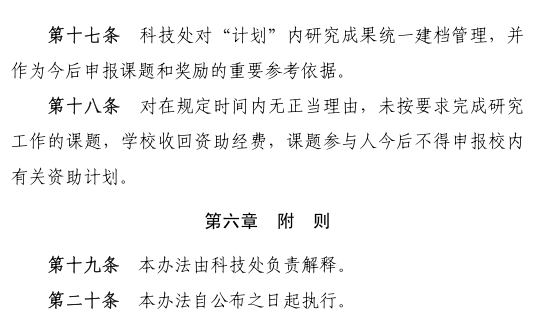 第十七条　科技处对“计划”内研究成果统一建档管理，并
作为今后申报课题和奖励的重要参考依据。
第十八条　对在规定时间内无正当理由，未按要求完成研究
工作的课题，学校收回资助经费，课题参与人今后不得申报校内
有关资助计划。
第六章　附　则
第十九条　本办法由科技处负责解释。
第二十条　本办法自公布之日起执行。